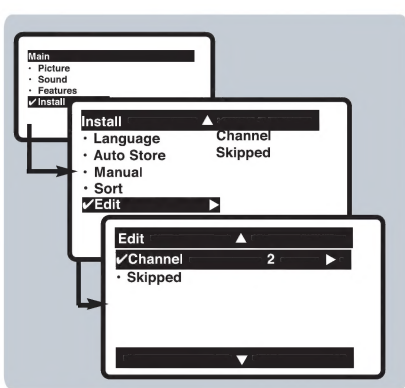 Main
· Picture
· Sound
· Features
✔Install
Install ▲
· Language Channel
· Auto Store Skipped
· Manual
· Sort
✔Edit ▶
Edit ▲
✔Channel 2 ▶
· Skipped
▼